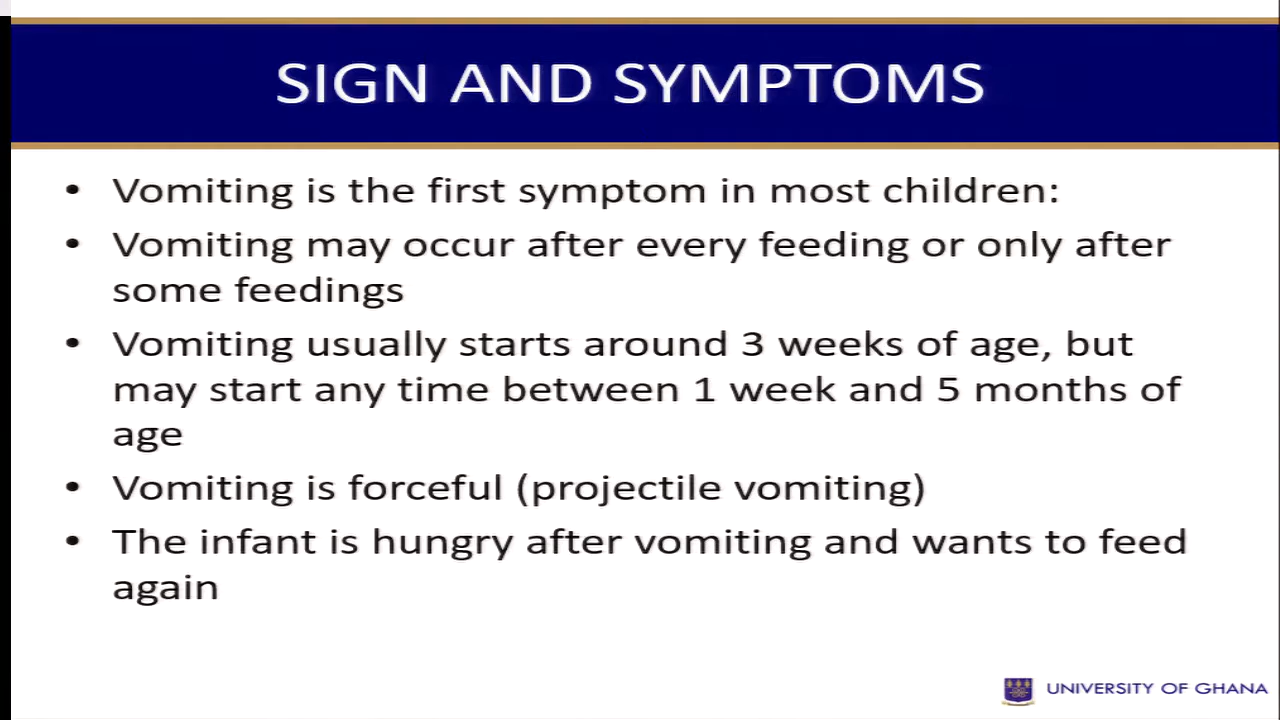 SIGN AND SYMPTOMS
• Vomiting is the first symptom in most children:
• Vomiting may occur after every feeding or only after
some feedings
• Vomiting usually starts around 3 weeks of age, but
may start any time between 1 week and 5 months of
age
• Vomiting is forceful (projectile vomiting)
• The infant is hungry after vomiting and wants to feed
again
UNIVERSITY OF GHANA